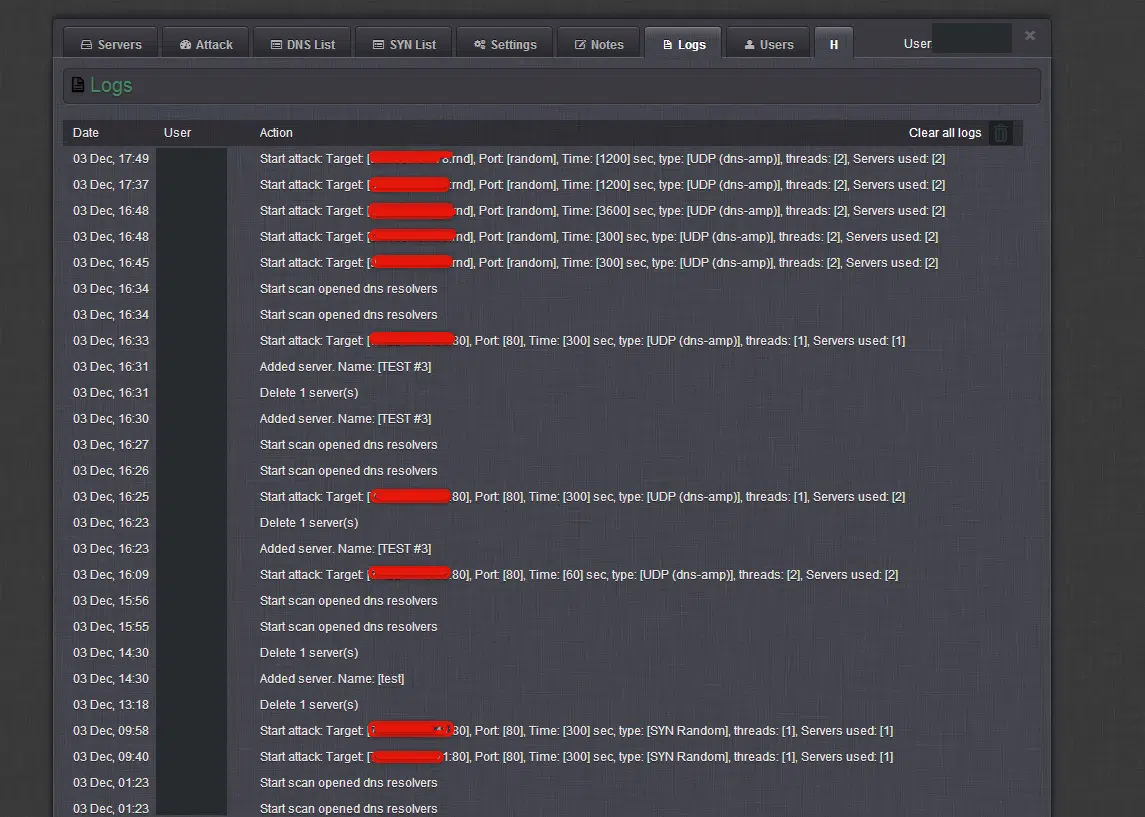 Servers Attack DNS List SYN List Settings Notes Logs Users H User
Logs
Date User Action Clear all logs
03 Dec, 17:49 Start attack: Target: [ .rnd], Port: [random], Time: [1200] sec, type: [UDP (dns-amp)], threads: [2], Servers used: [2]
03 Dec, 17:37 Start attack: Target: [ :rnd], Port: [random], Time: [1200] sec, type: [UDP (dns-amp)], threads: [2], Servers used: [2]
03 Dec, 16:48 Start attack: Target: [ rnd], Port: [random], Time: [3600] sec, type: [UDP (dns-amp)], threads: [2], Servers used: [2]
03 Dec, 16:48 Start attack: Target: [ nd], Port: [random], Time: [300] sec, type: [UDP (dns-amp)], threads: [2], Servers used: [2]
03 Dec, 16:45 Start attack: Target: [ rnd], Port: [random], Time: [300] sec, type: [UDP (dns-amp)], threads: [2], Servers used: [2]
03 Dec, 16:34 Start scan opened dns resolvers
03 Dec, 16:34 Start scan opened dns resolvers
03 Dec, 16:33 Start attack: Target: [ 80], Port: [80], Time: [300] sec, type: [UDP (dns-amp)], threads: [1], Servers used: [1]
03 Dec, 16:31 Added server. Name: [TEST #3]
03 Dec, 16:31 Delete 1 server(s)
03 Dec, 16:30 Added server. Name: [TEST #3]
03 Dec, 16:27 Start scan opened dns resolvers
03 Dec, 16:26 Start scan opened dns resolvers
03 Dec, 16:25 Start attack: Target: [ :80], Port: [80], Time: [300] sec, type: [UDP (dns-amp)], threads: [1], Servers used: [2]
03 Dec, 16:23 Delete 1 server(s)
03 Dec, 16:23 Added server. Name: [TEST #3]
03 Dec, 16:09 Start attack: Target: [ :80], Port: [80], Time: [60] sec, type: [UDP (dns-amp)], threads: [2], Servers used: [2]
03 Dec, 15:56 Start scan opened dns resolvers
03 Dec, 15:55 Start scan opened dns resolvers
03 Dec, 14:30 Delete 1 server(s)
03 Dec, 14:30 Added server. Name: [test]
03 Dec, 13:18 Delete 1 server(s)
03 Dec, 09:58 Start attack: Target: [ 80], Port: [80], Time: [300] sec, type: [SYN Random], threads: [1], Servers used: [1]
03 Dec, 09:40 Start attack: Target: [ 1:80], Port: [80], Time: [300] sec, type: [SYN Random], threads: [1], Servers used: [1]
03 Dec, 01:23 Start scan opened dns resolvers
03 Dec, 01:23 Start scan opened dns resolvers